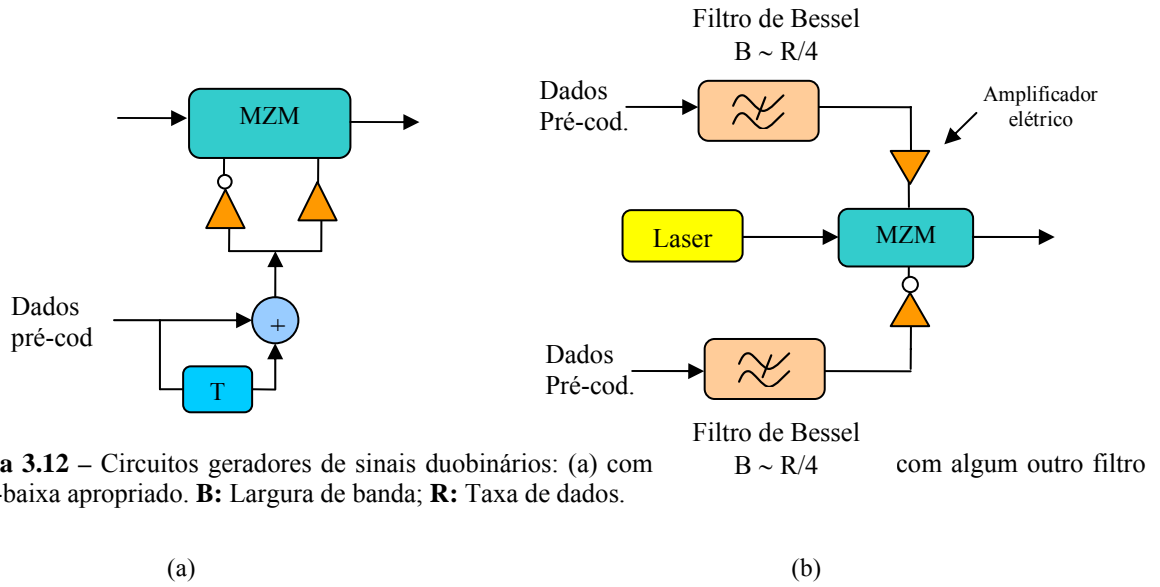 Filtro de Bessel
B ~ R/4
Dados
Pré-cod.
Amplificador
elétrico
MZM
Laser
MZM
Dados
pré-cod
+
T
Dados
Pré-cod.
Filtro de Bessel
B ~ R/4
a 3.12 – Circuitos geradores de sinais duobinários: (a) com com algum outro filtro
-baixa apropriado. B: Largura de banda; R: Taxa de dados.
(a)
(b)